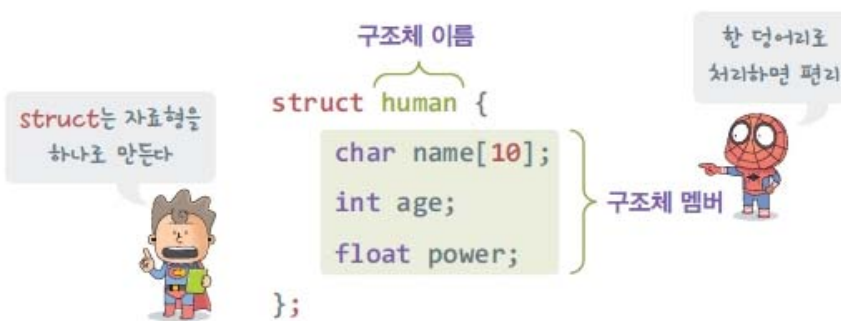 구조체 이름
한 덩어리로
처리하면 편리
struct는 자료형을
하나로 만든다
struct human {
char name[10];
int age;
float power;
구조체 멤버
};